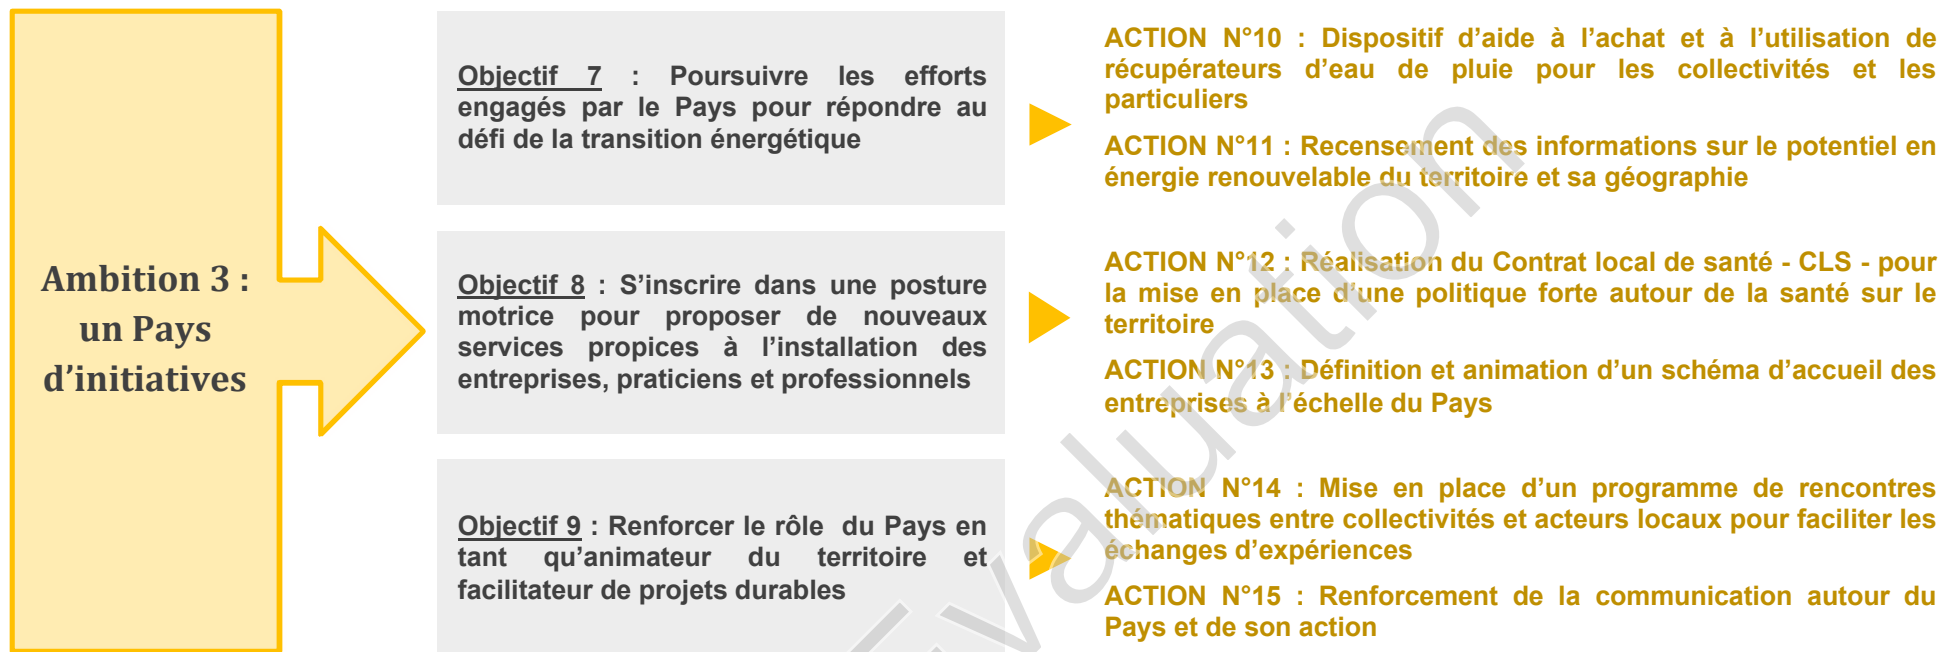 Ambition 3 :
un Pays
d’initiatives
Objectif 7 : Poursuivre les efforts
engagés par le Pays pour répondre au
défi de la transition énergétique
ACTION N°10 : Dispositif d’aide à l’achat et à l’utilisation de
récupérateurs d’eau de pluie pour les collectivités et les
particuliers
ACTION N°11 : Recensement des informations sur le potentiel en
énergie renouvelable du territoire et sa géographie
Objectif 8 : S’inscrire dans une posture
motrice pour proposer de nouveaux
services propices à l’installation des
entreprises, praticiens et professionnels
ACTION N°12 : Réalisation du Contrat local de santé - CLS - pour
la mise en place d’une politique forte autour de la santé sur le
territoire
ACTION N°13 : Définition et animation d’un schéma d’accueil des
entreprises à l’échelle du Pays
Objectif 9 : Renforcer le rôle du Pays en
tant qu’animateur du territoire et
facilitateur de projets durables
ACTION N°14 : Mise en place d’un programme de rencontres
thématiques entre collectivités et acteurs locaux pour faciliter les
échanges d’expériences
ACTION N°15 : Renforcement de la communication autour du
Pays et de son action
Evaluation